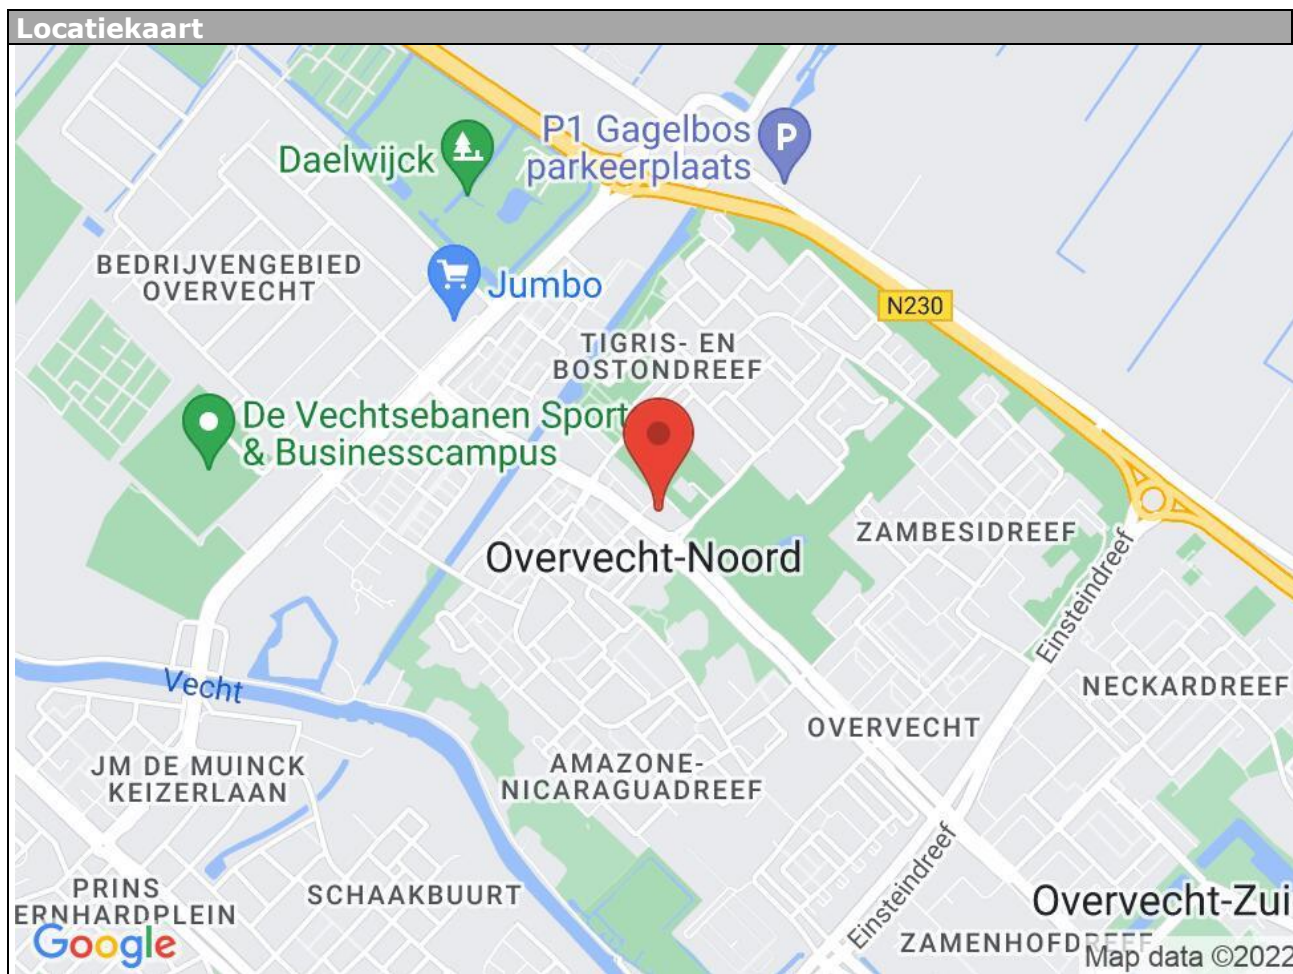 Locatiekaart
P1 Gagelbos
parkeerplaats
P
Daelwijck
BEDRIJVENGEBIED
OVERVECHT
Jumbo
N230
TIGRIS- EN
BOSTONDREEF
De Vechtsebanen Sport
& Businesscampus
ZAMBESIDREEF
Overvecht-Noord
Einsteindreef
Vecht
NECKARDREEF
OVERVECHT
JM DE MUINCK
KEIZERLAAN
AMAZONE-
NICARAGUADREEF
Einsteindreef
PRINS
ERNHARDPLEIN
SCHAAKBUURT
Overvecht-Zui
ZAMENHOFDREEF
Google
Map data ©2022